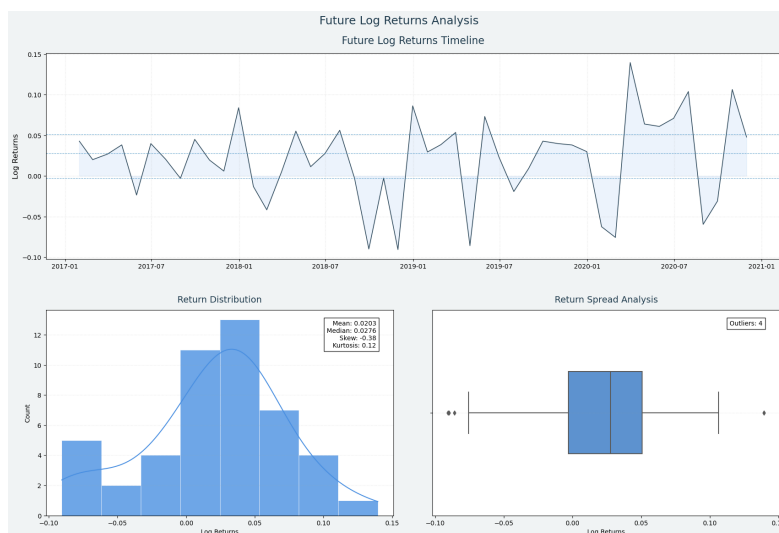 Future Log Returns Analysis
Future Log Returns Timeline
Log Returns
0.15
0.10
0.05
0.00
−0.05
−0.10
2017-01 2017-07 2018-01 2018-07 2019-01 2019-07 2020-01 2020-07 2021-01
Return Distribution
Mean: 0.0203
Median: 0.0276
Skew: -0.38
Kurtosis: 0.12
Count
12
10
8
6
4
2
0
−0.10 −0.05 0.00 0.05 0.10 0.15
Log Returns
Return Spread Analysis
Outliers: 4
−0.10 −0.05 0.00 0.05 0.10
Log Returns